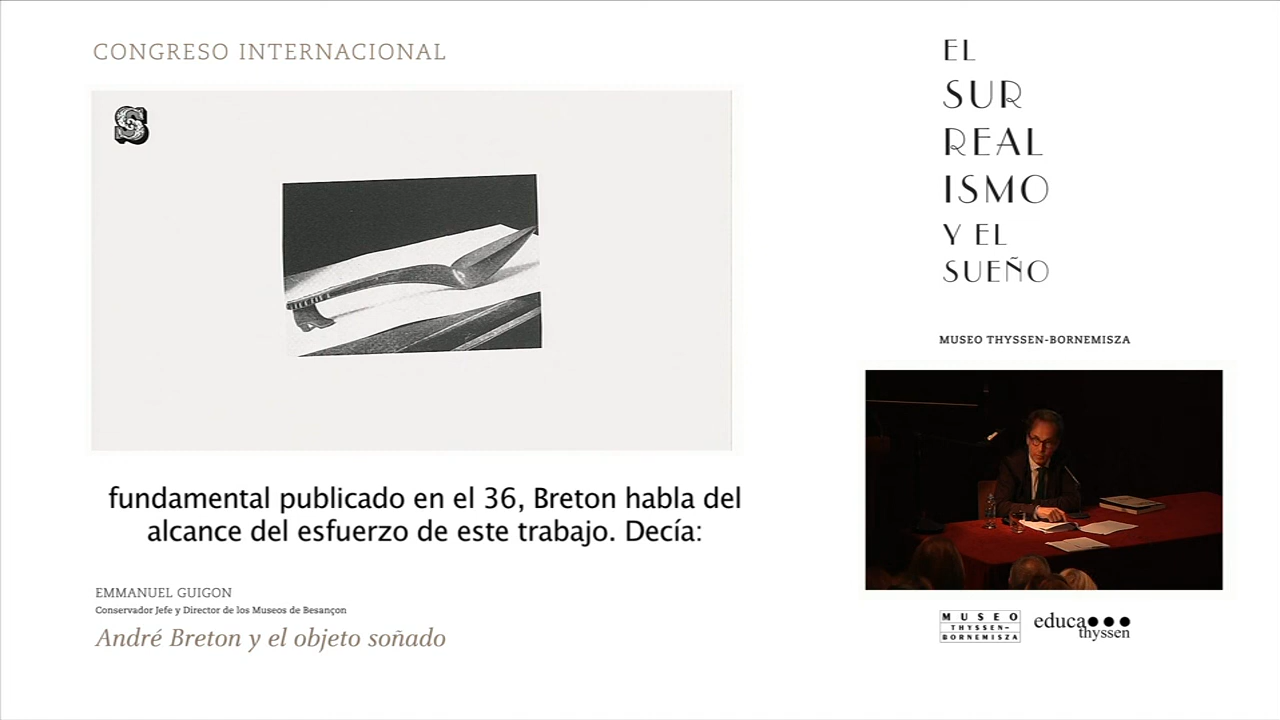 CONGRESO INTERNACIONAL
S
fundamental publicado en el 36, Breton habla del
alcance del esfuerzo de este trabajo. Decía:
EMMANUEL GUIGON
Conservador Jefe y Director de los Museos de Besançon
André Breton y el objeto soñado
EL
SUR
REAL
ISMO
Y EL
SUEÑO
MUSEO THYSSEN-BORNEMISZA
MUSEO
THYSSEN-
BORNEMISZA
educa
thyssen